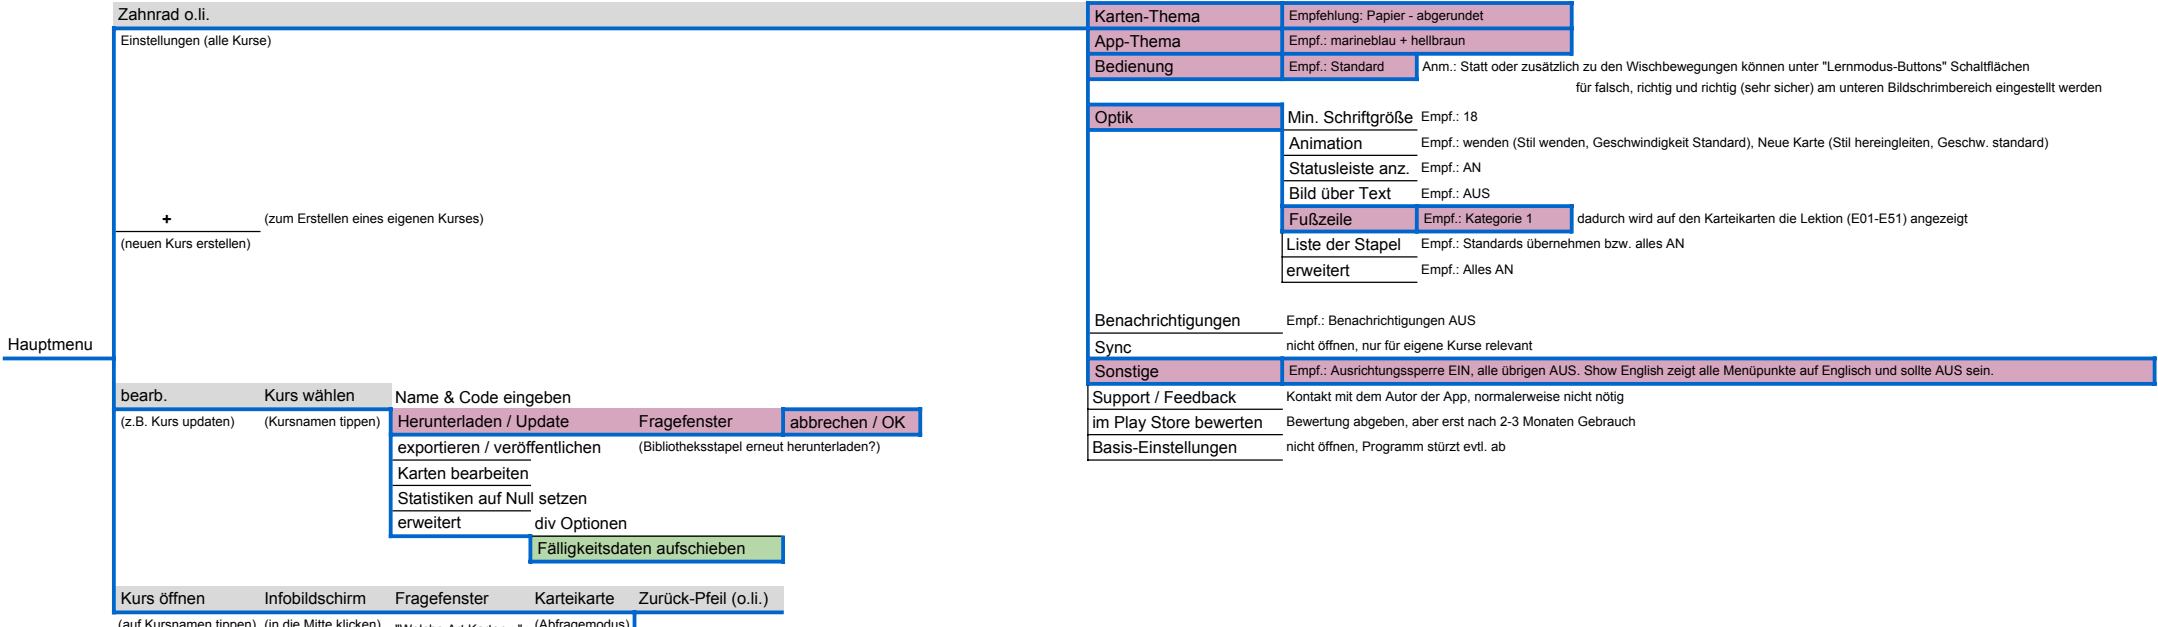 Zahnrad o.li.
Karten-Thema Empfehlung: Papier - abgerundet
Einstellungen (alle Kurse)
App-Thema Empf.: marineblau + hellbraun
Bedienung Empf.: Standard Anm.: Statt oder zusätzlich zu den Wischbewegungen können unter "Lernmodus-Buttons" Schaltflächen
für falsch, richtig und richtig (sehr sicher) am unteren Bildschrimbereich eingestellt werden
Optik Min. Schriftgröße Empf.: 18
Animation Empf.: wenden (Stil wenden, Geschwindigkeit Standard), Neue Karte (Stil hereingleiten, Geschw. standard)
Statusleiste anz. Empf.: AN
Bild über Text Empf.: AUS
+ (zum Erstellen eines eigenen Kurses)
Fußzeile Empf.: Kategorie 1 dadurch wird auf den Karteikarten die Lektion (E01-E51) angezeigt
(neuen Kurs erstellen)
Liste der Stapel Empf.: Standards übernehmen bzw. alles AN
erweitert Empf.: Alles AN
Benachrichtigungen Empf.: Benachrichtigungen AUS
Hauptmenu
Sync nicht öffnen, nur für eigene Kurse relevant
Sonstige Empf.: Ausrichtungssperre EIN, alle übrigen AUS. Show English zeigt alle Menüpunkte auf Englisch und sollte AUS sein.
bearb. Kurs wählen Name & Code eingeben
Support / Feedback Kontakt mit dem Autor der App, normalerweise nicht nötig
(z.B. Kurs updaten) (Kursnamen tippen) Herunterladen / Update Fragefenster abbrechen / OK
im Play Store bewerten Bewertung abgeben, aber erst nach 2-3 Monaten Gebrauch
exportieren / veröffentlichen (Bibliotheksstapel erneut herunterladen?)
Basis-Einstellungen nicht öffnen, Programm stürzt evtl. ab
Karten bearbeiten
Statistiken auf Null setzen
erweitert div Optionen
Fälligkeitsdaten aufschieben
Kurs öffnen Infobildschirm Fragefenster Karteikarte Zurück-Pfeil (o.li.)
(auf Kursnamen tippen) (in die Mitte klicken) (Abfragemodus)